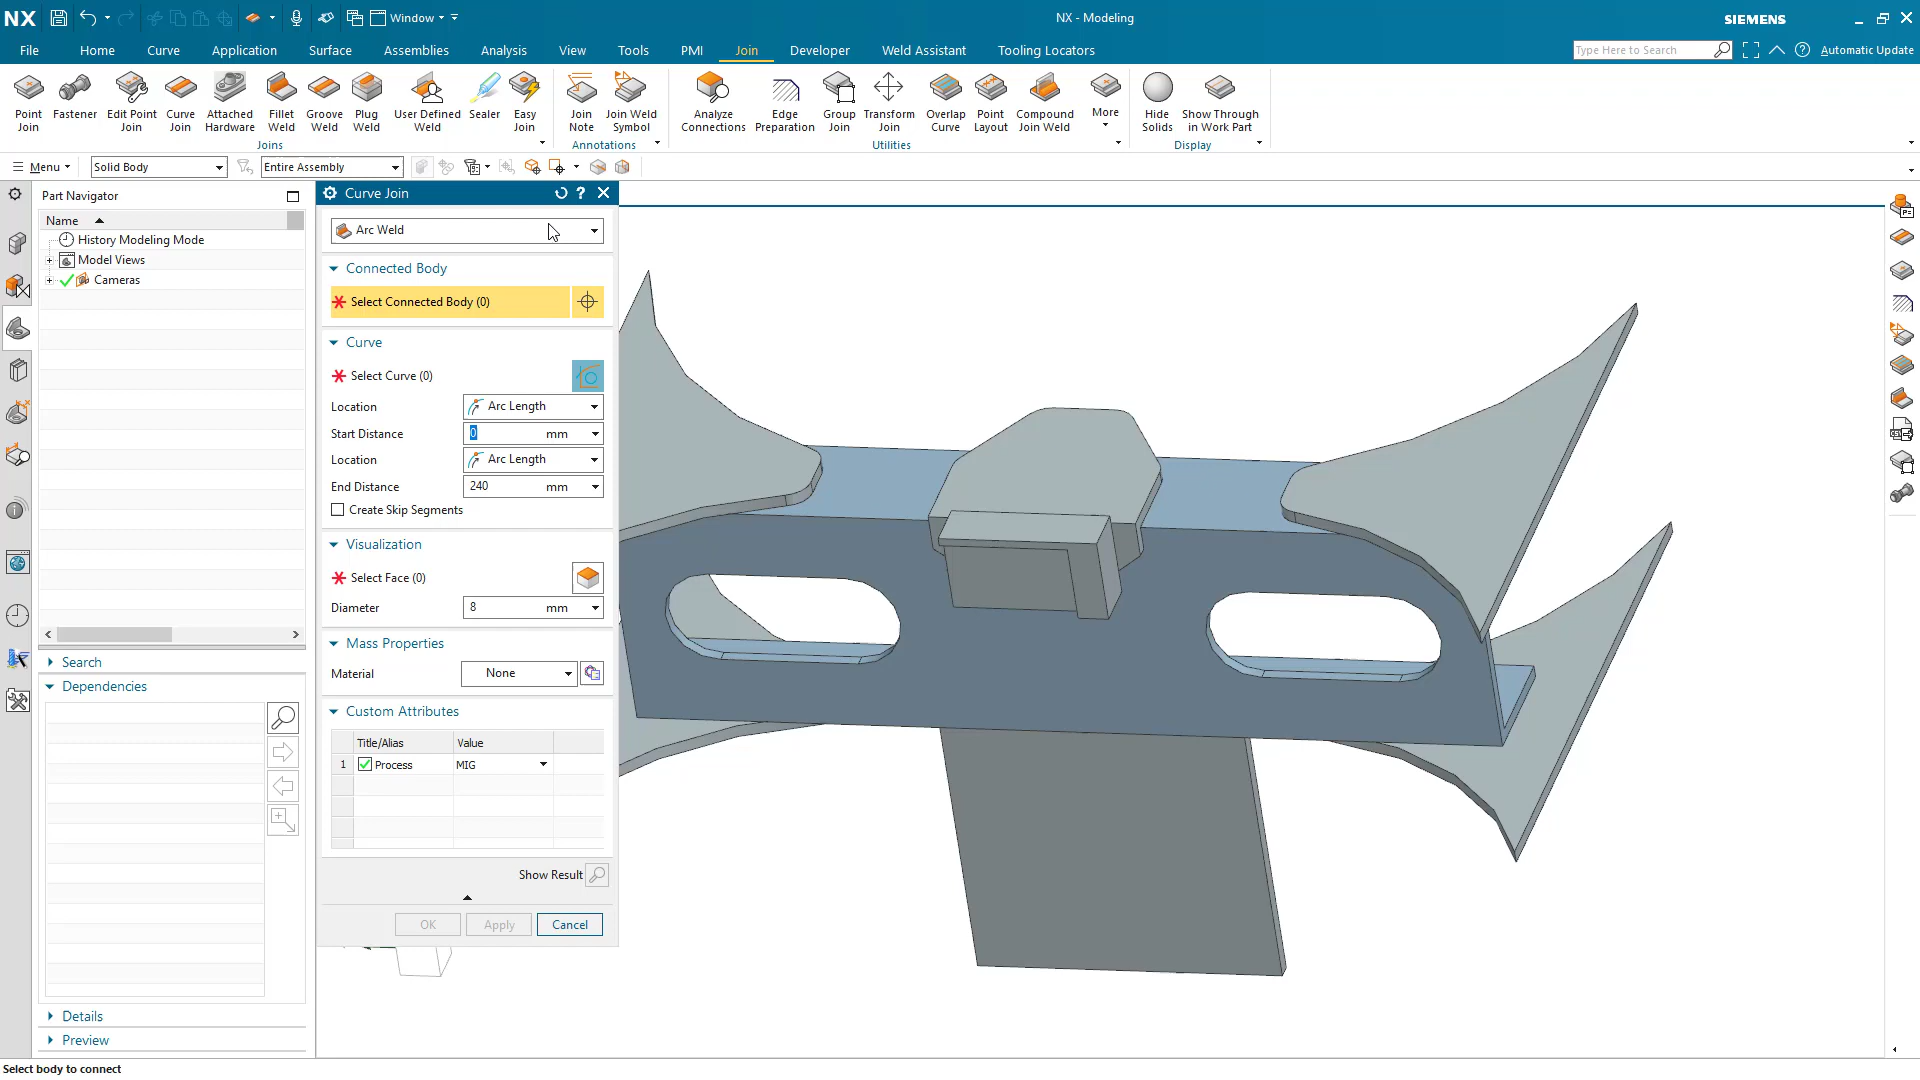 NX
Window
NX - Modeling
SIEMENS
File
Home
Curve
Application
Surface
Assemblies
Analysis
View
Tools
PMI
Join
Developer
Weld Assistant
Tooling Locators
Type Here to Search
Automatic Update
Point Join
Fastener
Edit Point Join
Curve Join
Attached Hardware
Fillet Weld
Groove Weld
Plug Weld
User Defined Weld
Sealer
Easy Join
Join Note
Join Weld Symbol
Analyze Connections
Edge Preparation
Group Join
Transform Join
Overlap Curve
Point Layout
Compound Join Weld
More
Hide Solids
Show Through in Work Part
Joins
Annotations
Utilities
Display
Menu
Solid Body
Entire Assembly
Part Navigator
Name
History Modeling Mode
Model Views
Cameras
Search
Dependencies
Details
Preview
Curve Join
Arc Weld
Connected Body
Select Connected Body (0)
Curve
Select Curve (0)
Location
Arc Length
Start Distance
0
mm
Location
Arc Length
End Distance
240
mm
Create Skip Segments
Visualization
Select Face (0)
Diameter
8
mm
Mass Properties
Material
None
Custom Attributes
Title/Alias
Value
1
Process
MIG
Show Result
OK
Apply
Cancel
Select body to connect